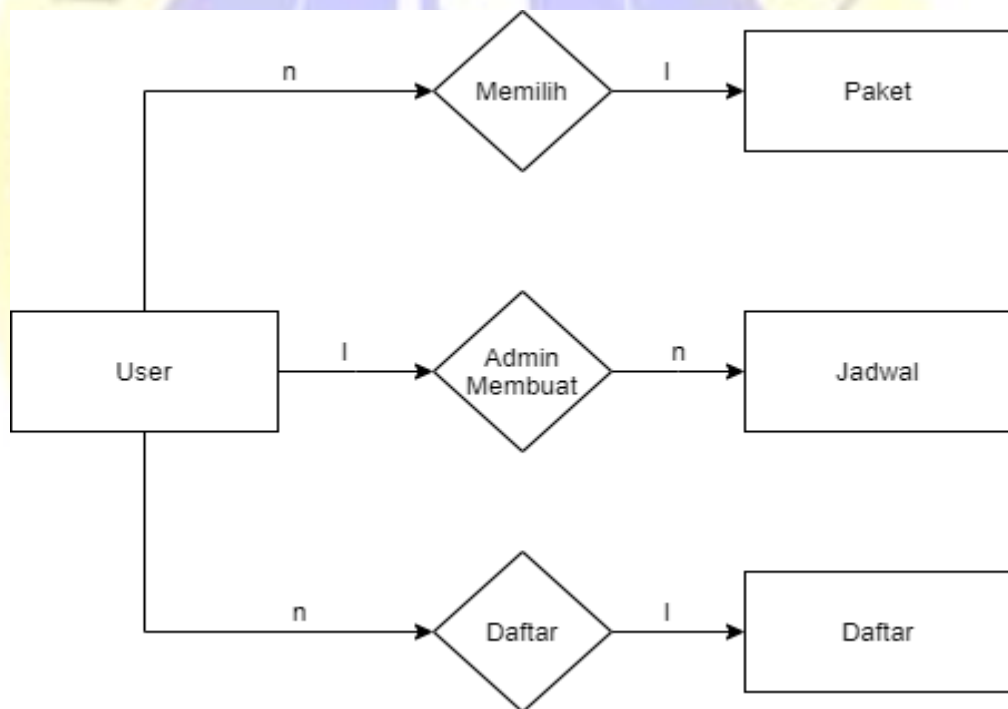 n
Memilih
l
Paket
User
l
Admin
Membuat
n
Jadwal
n
Daftar
l
Daftar